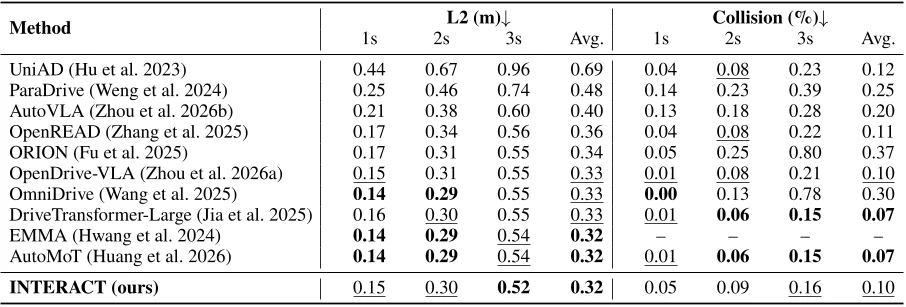 Method L2 (m)↓ Collision (%)↓
1s 2s 3s Avg. 1s 2s 3s Avg.
UniAD (Hu et al. 2023) 0.44 0.67 0.96 0.69 0.04 0.08 0.23 0.12
ParaDrive (Weng et al. 2024) 0.25 0.46 0.74 0.48 0.14 0.23 0.39 0.25
AutoVLA (Zhou et al. 2026b) 0.21 0.38 0.60 0.40 0.13 0.18 0.28 0.20
OpenREAD (Zhang et al. 2025) 0.17 0.34 0.56 0.36 0.04 0.08 0.22 0.11
ORION (Fu et al. 2025) 0.17 0.31 0.55 0.34 0.05 0.25 0.80 0.37
OpenDrive-VLA (Zhou et al. 2026a) 0.15 0.31 0.55 0.33 0.01 0.08 0.21 0.10
OmniDrive (Wang et al. 2025) 0.14 0.29 0.55 0.33 0.00 0.13 0.78 0.30
DriveTransformer-Large (Jia et al. 2025) 0.16 0.30 0.55 0.33 0.01 0.06 0.15 0.07
EMMA (Hwang et al. 2024) 0.14 0.29 0.54 0.32 – – – –
AutoMoT (Huang et al. 2026) 0.14 0.29 0.54 0.32 0.01 0.06 0.15 0.07
INTERACT (ours) 0.15 0.30 0.52 0.32 0.05 0.09 0.16 0.10